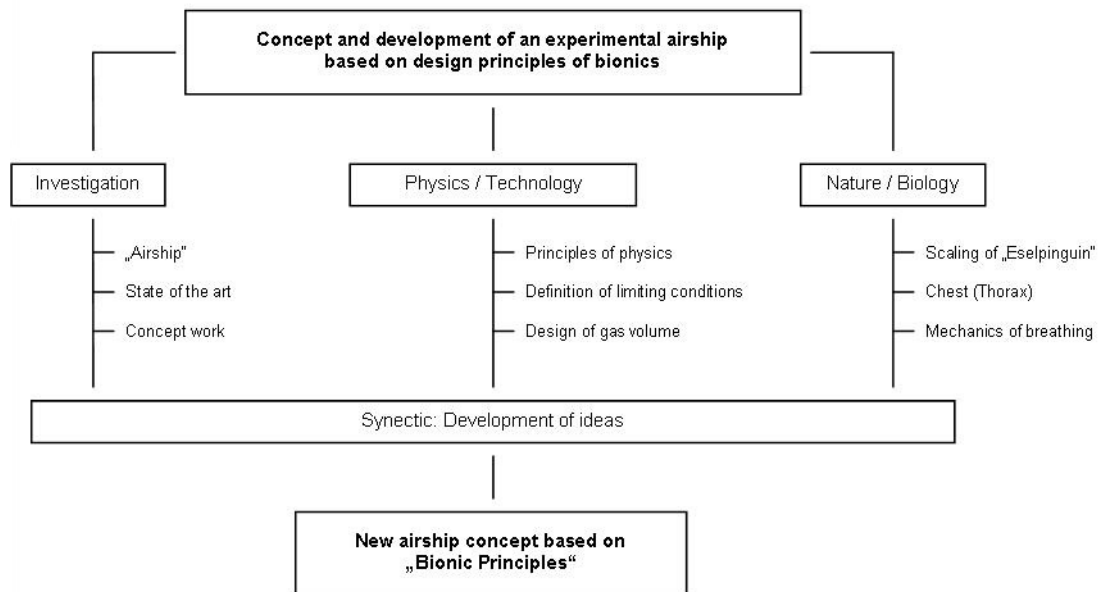 Concept and development of an experimental airship
based on design principles of bionics
Investigation
Physics / Technology
Nature / Biology
„Airship"
State of the art
Concept work
Principles of physics
Definition of limiting conditions
Design of gas volume
Scaling of „Eselpinguin"
Chest (Thorax)
Mechanics of breathing
Synectic: Development of ideas
New airship concept based on
„Bionic Principles“